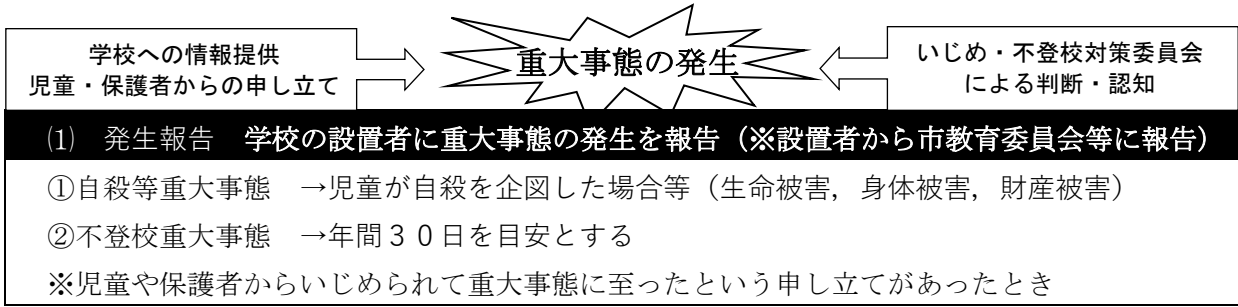 学校への情報提供
児童・保護者からの申し立て
重大事態の発生
いじめ・不登校対策委員会
による判断・認知
⑴　発生報告　学校の設置者に重大事態の発生を報告（※設置者から市教育委員会等に報告）
①自殺等重大事態　→児童が自殺を企図した場合等（生命被害，身体被害，財産被害）
②不登校重大事態　→年間３０日を目安とする
※児童や保護者からいじめられて重大事態に至ったという申し立てがあったとき